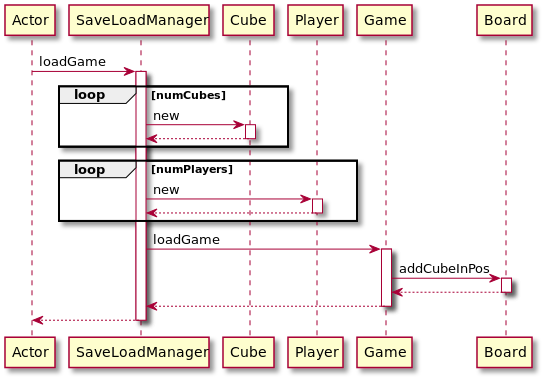 Actor SaveLoadManager Cube Player Game Board
loadGame
loop [numCubes]
new
loop [numPlayers]
new
loadGame
addCubeInPos
Actor SaveLoadManager Cube Player Game Board